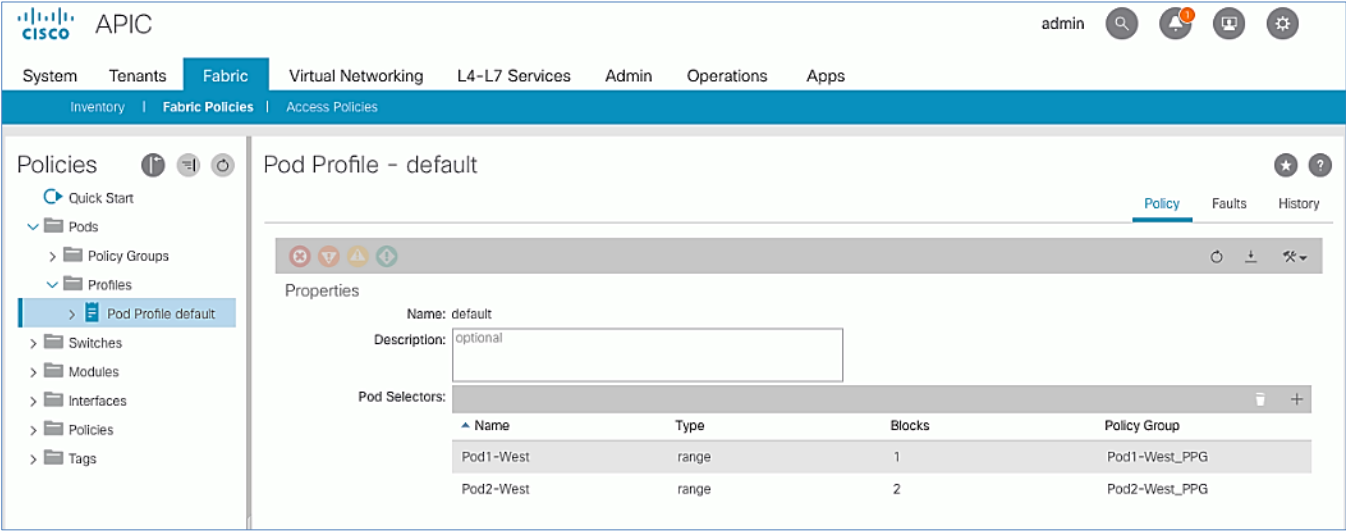 CISCO APIC admin 1
System Tenants Fabric Virtual Networking L4-L7 Services Admin Operations Apps
Inventory | Fabric Policies | Access Policies
Policies
Quick Start
Pods
Policy Groups
Profiles
Pod Profile default
Switches
Modules
Interfaces
Policies
Tags
Pod Profile - default
Policy Faults History
Properties
Name: default
Description: optional
Pod Selectors:
Name Type Blocks Policy Group
Pod1-West range 1 Pod1-West_PPG
Pod2-West range 2 Pod2-West_PPG